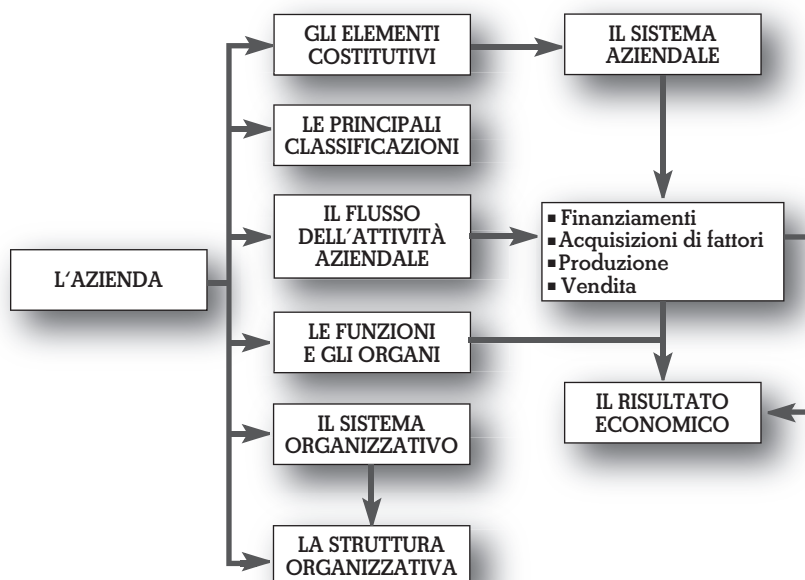 L'AZIENDA
GLI ELEMENTI
COSTITUTIVI
LE PRINCIPALI
CLASSIFICAZIONI
IL FLUSSO
DELL'ATTIVITÀ
AZIENDALE
LE FUNZIONI
E GLI ORGANI
IL SISTEMA
ORGANIZZATIVO
LA STRUTTURA
ORGANIZZATIVA
IL SISTEMA
AZIENDALE
▪ Finanziamenti
▪ Acquisizioni di fattori
▪ Produzione
▪ Vendita
IL RISULTATO
ECONOMICO